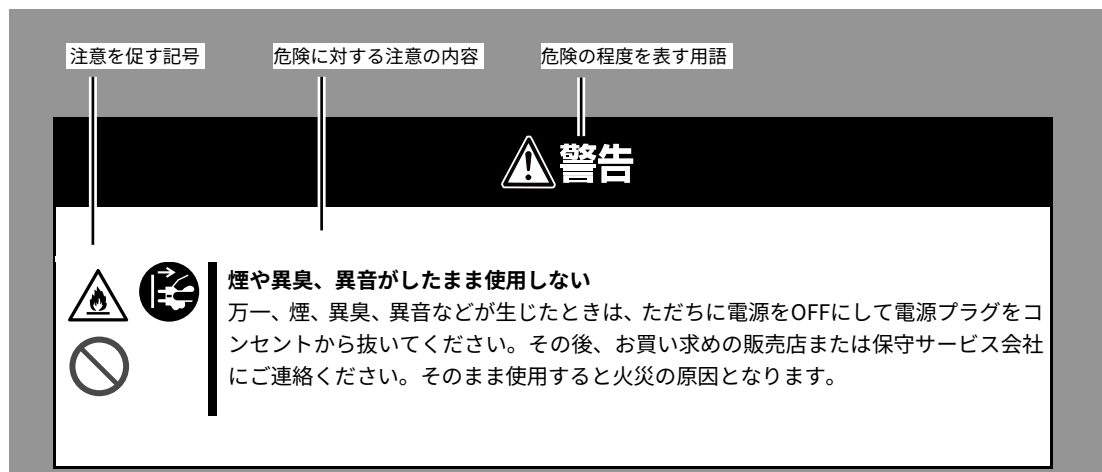 注意を促す記号
危険に対する注意の内容
危険の程度を表す用語
警告
煙や異臭、異音がしたまま使用しない
万一、煙、異臭、異音などが生じたときは、ただちに電源をOFFにして電源プラグをコ
ンセントから抜いてください。その後、お買い求めの販売店または保守サービス会社
にご連絡ください。そのまま使用すると火災の原因となります。